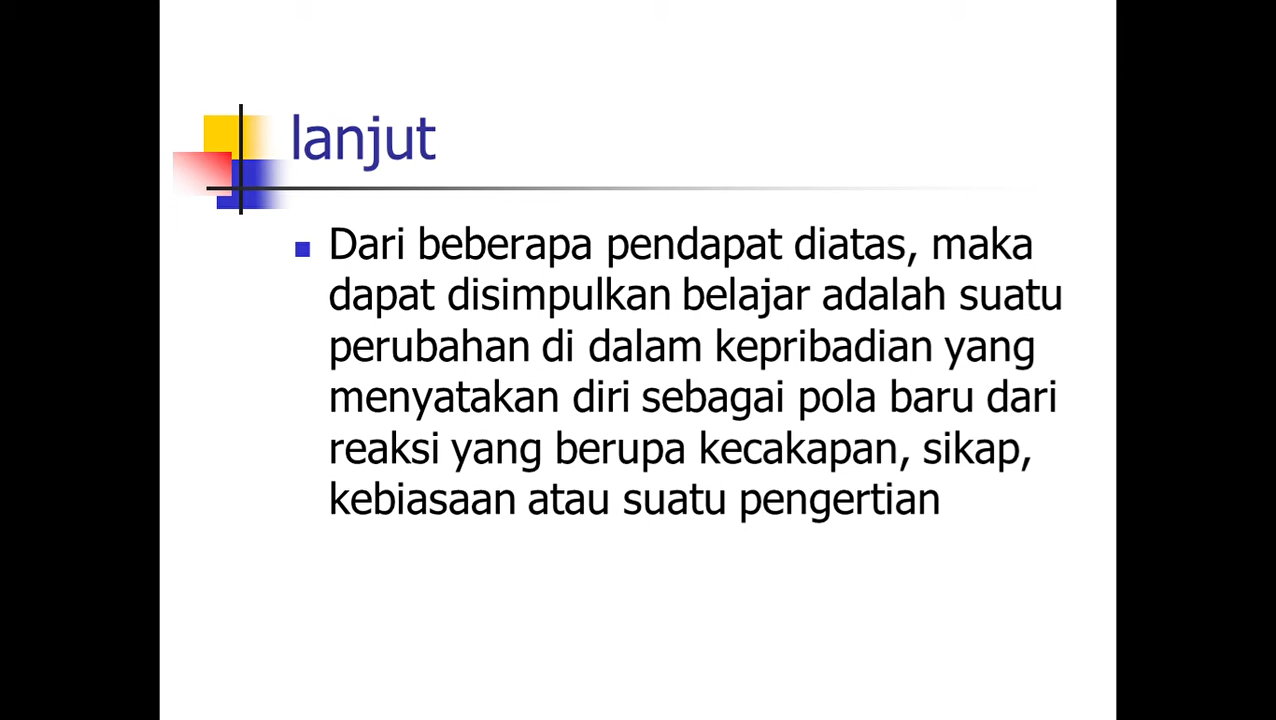 lanjut
Dari beberapa pendapat diatas, maka
dapat disimpulkan belajar adalah suatu
perubahan di dalam kepribadian yang
menyatakan diri sebagai pola baru dari
reaksi yang berupa kecakapan, sikap,
kebiasaan atau suatu pengertian